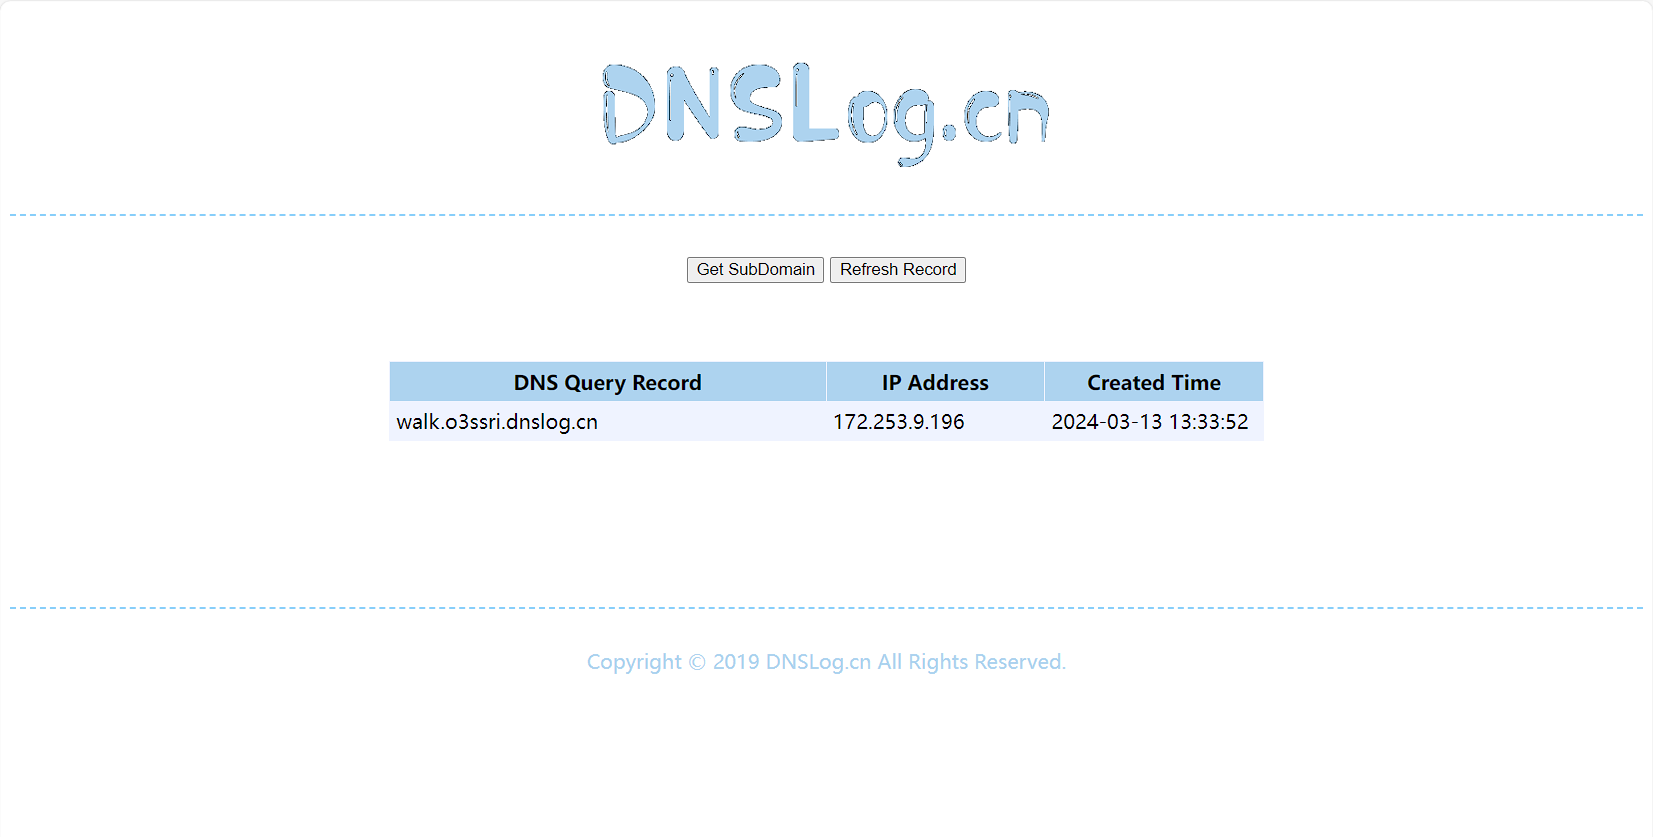 DNSLog.cn
Get SubDomain Refresh Record
DNS Query Record IP Address Created Time
walk.o3ssri.dnslog.cn 172.253.9.196 2024-03-13 13:33:52
Copyright © 2019 DNSLog.cn All Rights Reserved.